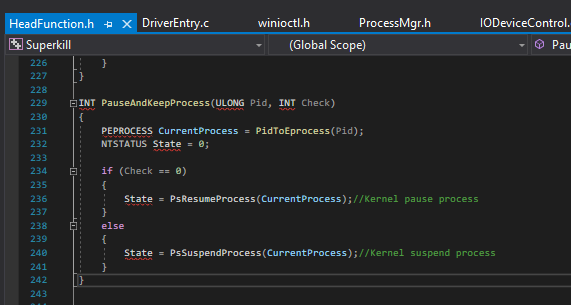 HeadFunction.h DriverEntry.c winioctl.h ProcessMgr.h IODeviceControl.
Superkill (Global Scope) Pau
226 }
227 }
228
229 INT PauseAndKeepProcess(ULONG Pid, INT Check)
230 {
231 PEPROCESS CurrentProcess = PidToEprocess(Pid);
232 NTSTATUS State = 0;
233
234 if (Check == 0)
235 {
236 State = PsResumeProcess(CurrentProcess);//Kernel pause process
237 }
238 else
239 {
240 State = PsSuspendProcess(CurrentProcess);//Kernel suspend process
241 }
242 }
243